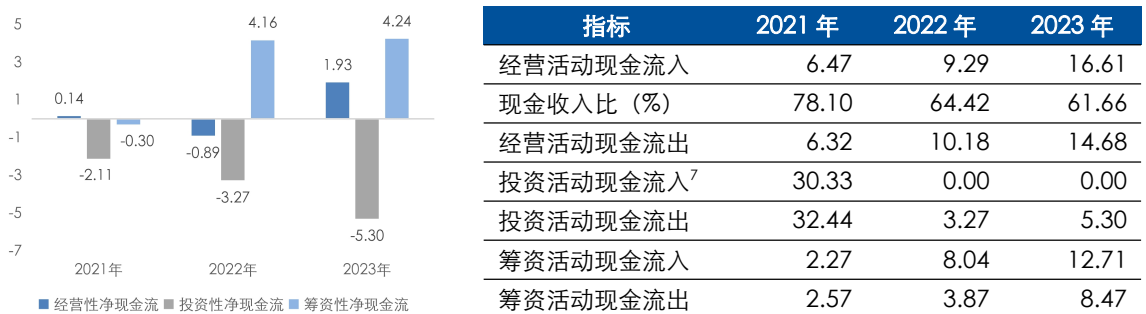 5
3
1
-1
-3
-5
-7
0.14
-2.11
-0.30
-0.89
-3.27
4.16
1.93
-5.30
4.24
2021年 2022年 2023年
经营性净现金流 投资性净现金流 筹资性净现金流
指标 2021 年 2022 年 2023 年
经营活动现金流入 6.47 9.29 16.61
现金收入比（%） 78.10 64.42 61.66
经营活动现金流出 6.32 10.18 14.68
投资活动现金流入7 30.33 0.00 0.00
投资活动现金流出 32.44 3.27 5.30
筹资活动现金流入 2.27 8.04 12.71
筹资活动现金流出 2.57 3.87 8.47